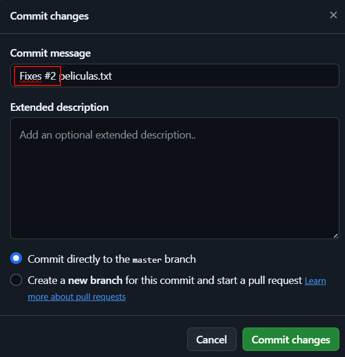 Commit changes
Commit message
Fixes #2 peliculas.txt
Extended description
Add an optional extended description..
Commit directly to the master branch
Create a new branch for this commit and start a pull request Learn
more about pull requests
Cancel
Commit changes